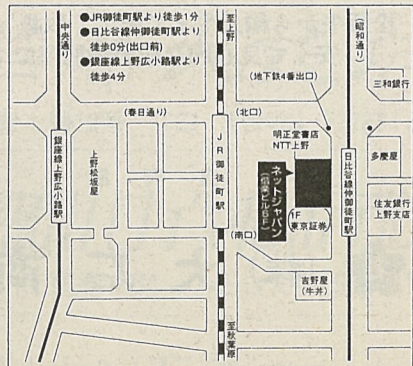 ●JR御徒町駅より徒歩1分
●日比谷線仲御徒町駅より
徒歩0分(出口前)
●銀座線上野広小路駅より
徒歩4分
中央通り
至上野
(昭和通り)
(地下鉄4番出口)
三和銀行
(春日通り)
(北口)
明正堂書店
NTT上野
多慶屋
銀座線上野広小路駅
上野松坂屋
JR御徒町駅
ネットジャパン
日比谷線仲御徒町駅
住友銀行
上野支店
1F
東京証券
(南口)
吉野屋
(牛丼)
至秋葉原